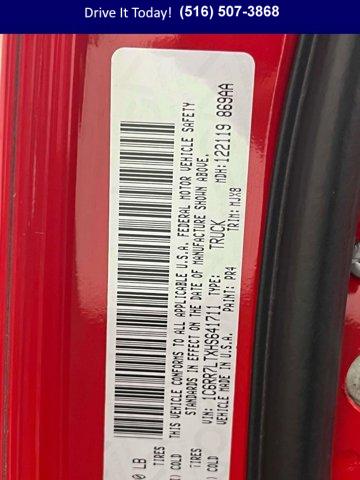 Drive It Today! (516) 507-3868
0 LB TIRES
) COLD TIRES
) COLD
THIS VEHICLE CONFORMS TO ALL APPLICABLE U.S.A. FEDERAL MOTOR VEHICLE SAFETY
STANDARDS IN EFFECT ON THE DATE OF MANUFACTURE SHOWN ABOVE.
VIN: 1C6RR7LTXHS641711 TYPE: TRUCK MDH:122119 869AA
VEHICLE MADE IN U.S.A. PAINT: PR4 TRIM: MJX8